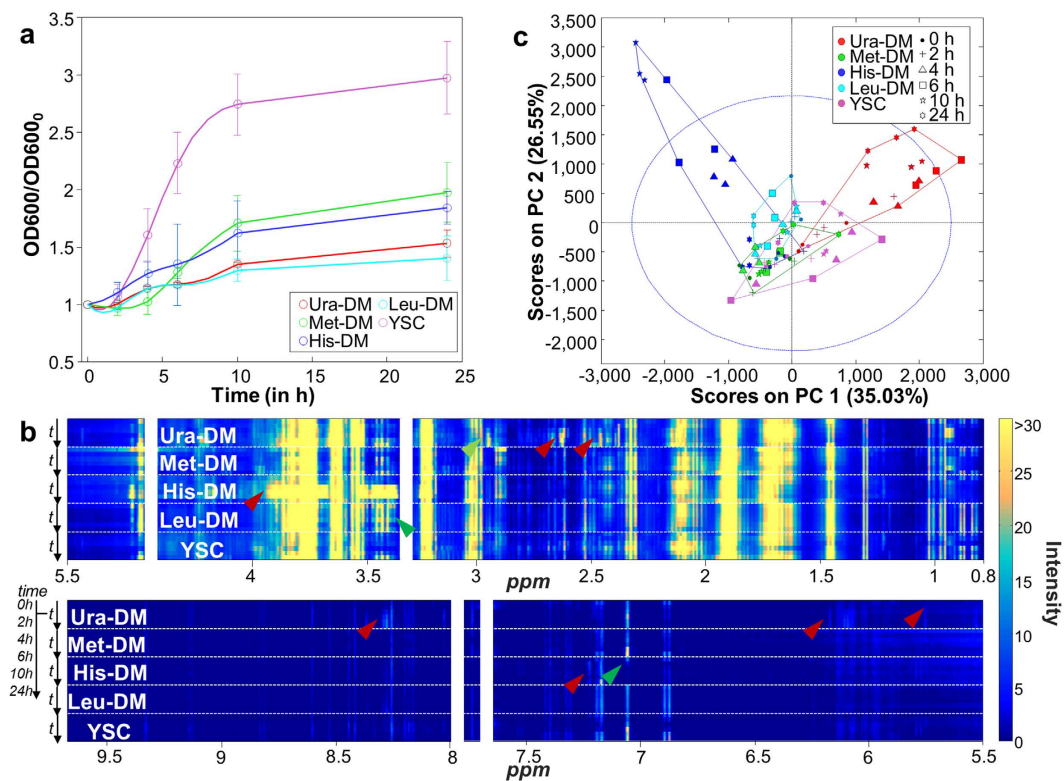 a
OD600/OD600₀
3.5
3
2.5
2
1.5
1
0.5
0
5
10
15
20
25
Time (in h)
Ura-DM
Leu-DM
Met-DM
YSC
His-DM
c
Scores on PC 2 (26.55%)
3,500
3,000
2,500
2,000
1,500
1,000
500
0
-500
-1,000
-1,500
-2,000
-3,000
-2,000
-1,000
0
1,000
2,000
3,000
Scores on PC 1 (35.03%)
Ura-DM
Met-DM
His-DM
Leu-DM
YSC
0 h
2 h
4 h
6 h
10 h
24 h
b
t
Ura-DM
t
Met-DM
t
His-DM
t
Leu-DM
t
YSC
5.5
4
3.5
3
2.5
2
1.5
1
0.8
ppm
time
0h
2h
4h
6h
10h
24h
t
Ura-DM
t
Met-DM
t
His-DM
t
Leu-DM
t
YSC
9.5
9
8.5
8
7.5
7
6.5
6
5.5
ppm
>30
25
20
15
10
5
0
Intensity